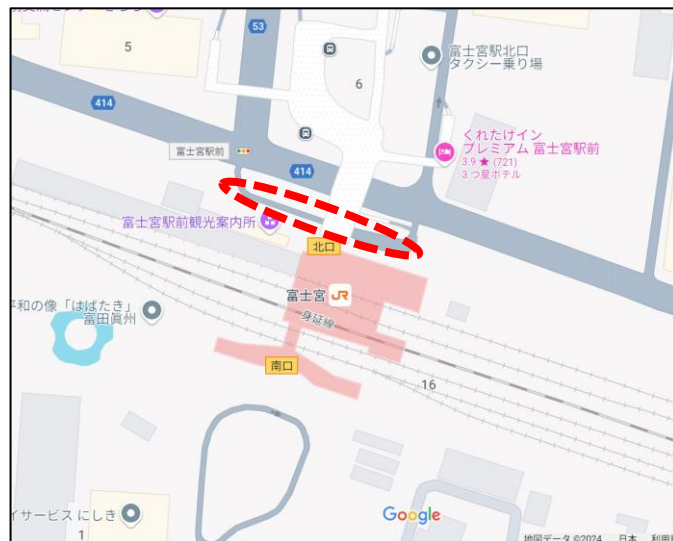 53
5
6
富士宮駅北口
タクシー乗り場
414
富士宮駅前
414
くれたけイン
プレミアム 富士宮駅前
3.9 ★ (721)
3 つ星ホテル
富士宮駅前観光案内所
北口
富士宮 JR
身延線
平和の像「はばたき」
富田眞州
南口
16
イサービス にしき
1
Google
地図データ ©2024 日本 利用